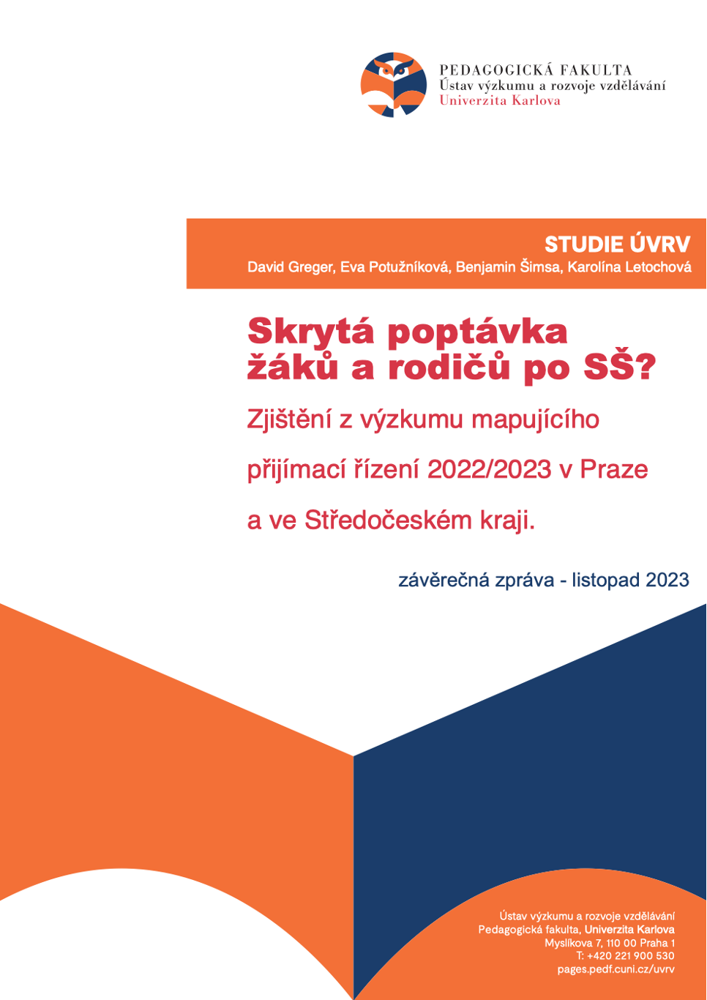 PEDAGOGICKÁ FAKULTA
Ústav výzkumu a rozvoje vzdělávání
Univerzita Karlova
STUDIE ÚVRV
David Greger, Eva Potužníková, Benjamin Šimsa, Karolína Letochová
Skrytá poptávka
žáků a rodičů po SŠ?
Zjištění z výzkumu mapujícího
přijímací řízení 2022/2023 v Praze
a ve Středočeském kraji.
závěrečná zpráva - listopad 2023
Ústav výzkumu a rozvoje vzdělávání
Pedagogická fakulta, Univerzita Karlova
Myslíkova 7, 110 00 Praha 1
T: +420 221 900 530
pages.pedf.cuni.cz/uvrv